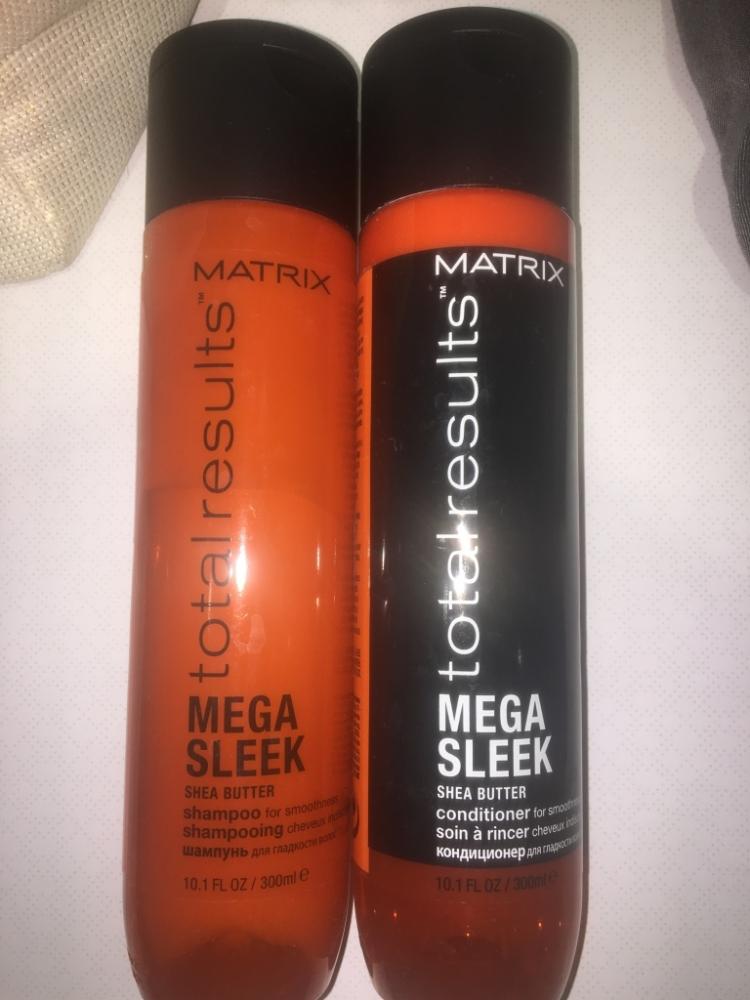 MATRIX
total results™
MEGA
SLEEK
SHEA BUTTER
shampoo for smoothness
shampooing cheveux
шампунь для гладкости волос
10.1 FL OZ / 300ml e
MATRIX
total results™
MEGA
SLEEK
SHEA BUTTER
conditioner for
soin à rincer cheveux
кондиционер для гладкости
10.1 FL OZ / 300ml e